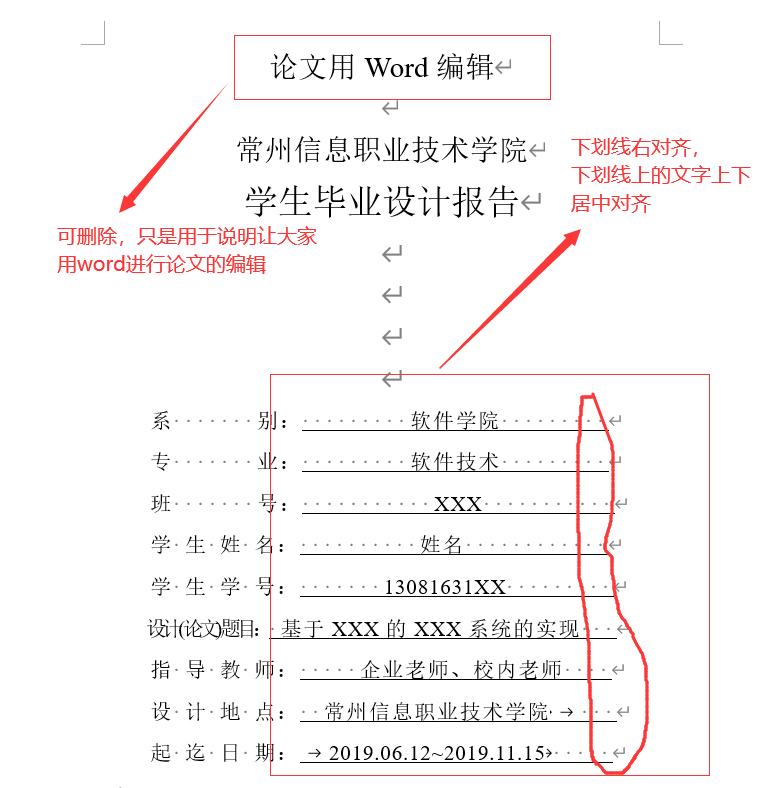 论文用 Word 编辑
常州信息职业技术学院
学生毕业设计报告
下划线右对齐，
下划线上的文字上下
居中对齐
可删除，只是用于说明让大家
用word进行论文的编辑
系 别：软件学院
专 业：软件技术
班 号：XXX
学 生 姓 名：姓名
学 生 学 号：13081631XX
设计(论文)题目：基于 XXX 的 XXX 系统的实现
指 导 教 师：企业老师、校内老师
设 计 地 点：常州信息职业技术学院
起 迄 日 期：2019.06.12~2019.11.15